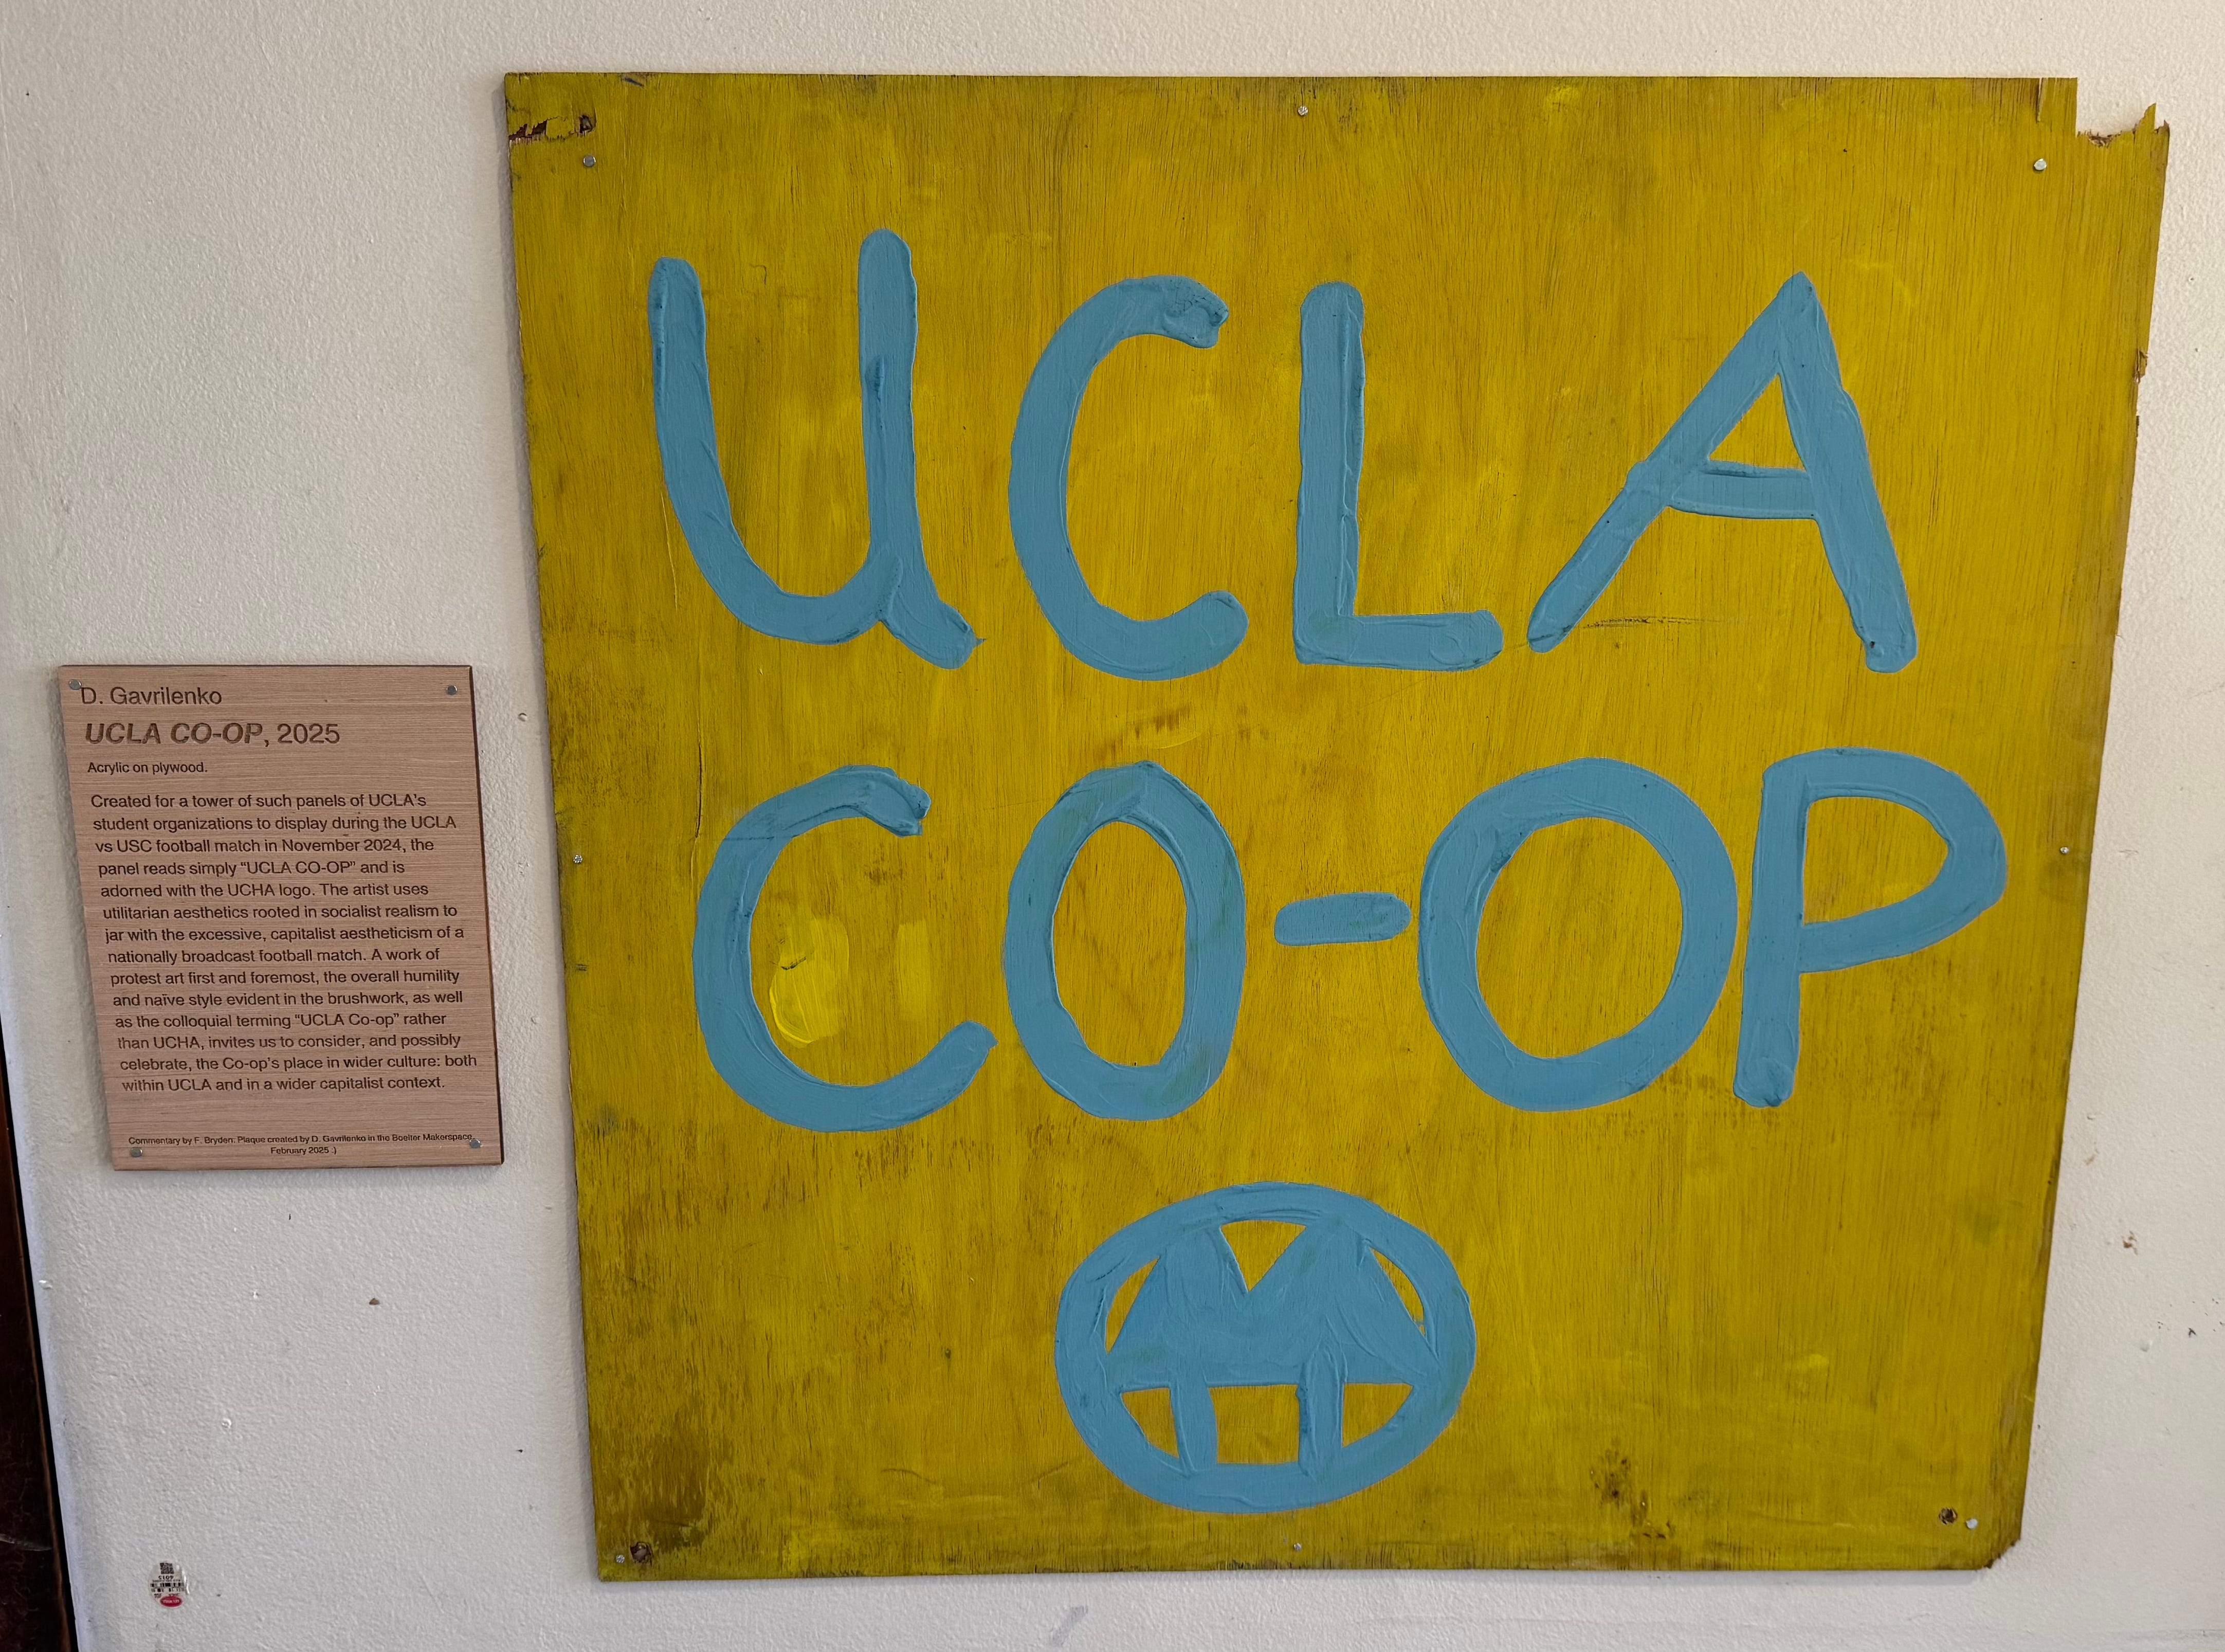 D. Gavrilenko
UCLA CO-OP, 2025
Acrylic on plywood.
Created for a tower of such panels of UCLA's
student organizations to display during the UCLA
vs USC football match in November 2024, the
panel reads simply “UCLA CO-OP” and is
adorned with the UCHA logo. The artist uses
utilitarian aesthetics rooted in socialist realism to
jar with the excessive, capitalist aestheticism of a
nationally broadcast football match. A work of
protest art first and foremost, the overall humility
and naïve style evident in the brushwork, as well
as the colloquial terming “UCLA Co-op” rather
than UCHA, invites us to consider, and possibly
celebrate, the Co-op's place in wider culture: both
within UCLA and in a wider capitalist context.
Commentary by F. Bryden. Plaque created by D. Gavrilenko in the Boelter Makerspace,
February 2025 :)
UCLA
CO-OP